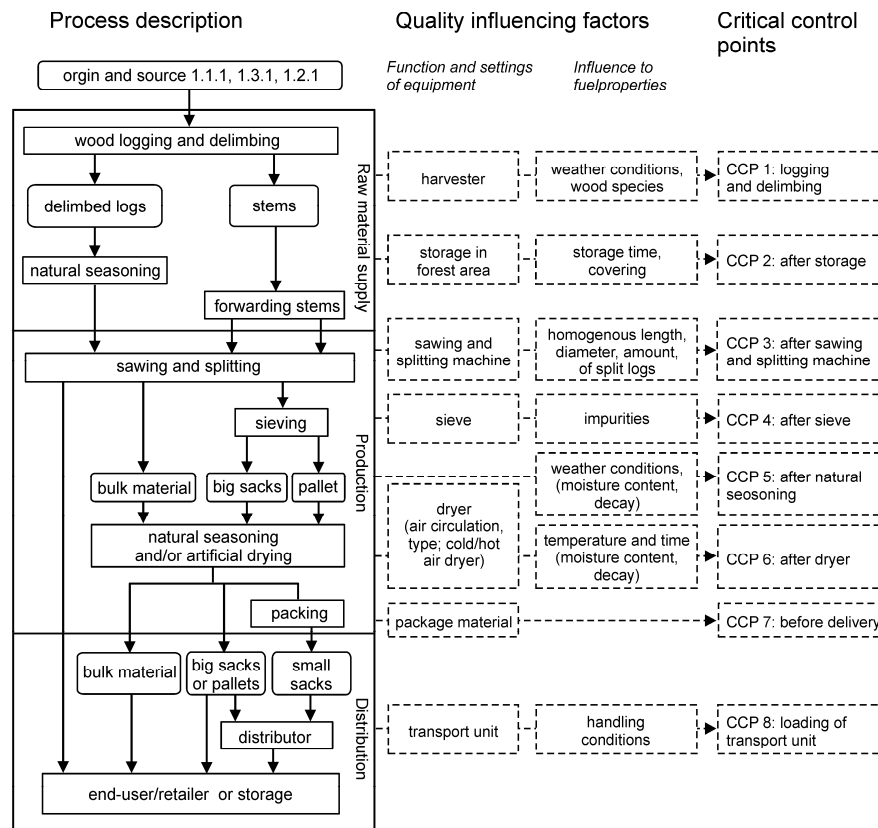 Process description
Quality influencing factors
Critical control
points
Function and settings
of equipment
Influence to
fuelproperties
orgin and source 1.1.1, 1.3.1, 1.2.1
wood logging and delimbing
delimbed logs
stems
natural seasoning
forwarding stems
Raw material supply
harvester
weather conditions,
wood species
CCP 1: logging
and delimbing
storage in
forest area
storage time,
covering
CCP 2: after storage
sawing and splitting
sieving
bulk material
big sacks
pallet
natural seasoning
and/or artificial drying
packing
Production
sawing and
splitting machine
homogenous length,
diameter, amount,
of split logs
CCP 3: after sawing
and splitting machine
sieve
impurities
CCP 4: after sieve
weather conditions,
(moisture content,
decay)
CCP 5: after natural
seosoning
dryer
(air circulation,
type; cold/hot
air dryer)
temperature and time
(moisture content,
decay)
CCP 6: after dryer
package material
CCP 7: before delivery
bulk material
big sacks
or pallets
small
sacks
distributor
end-user/retailer or storage
Distribution
transport unit
handling
conditions
CCP 8: loading of
transport unit